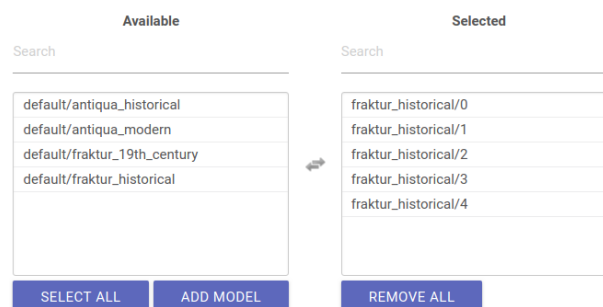 Available
Search
default/antiqua_historical
default/antiqua_modern
default/fraktur_19th_century
default/fraktur_historical
SELECT ALL
ADD MODEL
Selected
Search
fraktur_historical/0
fraktur_historical/1
fraktur_historical/2
fraktur_historical/3
fraktur_historical/4
REMOVE ALL